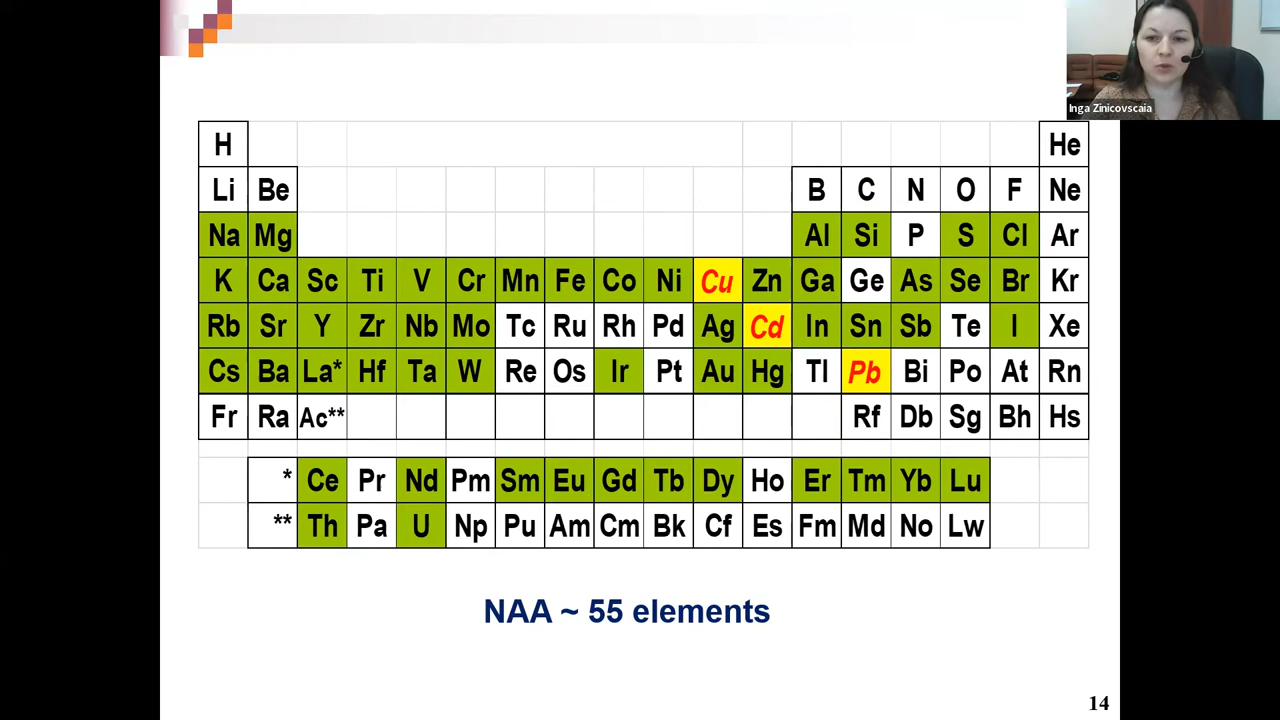 Inga Zinicovscaia
H He
Li Be B C N O F Ne
Na Mg Al Si P S Cl Ar
K Ca Sc Ti V Cr Mn Fe Co Ni Cu Zn Ga Ge As Se Br Kr
Rb Sr Y Zr Nb Mo Tc Ru Rh Pd Ag Cd In Sn Sb Te I Xe
Cs Ba La* Hf Ta W Re Os Ir Pt Au Hg Tl Pb Bi Po At Rn
Fr Ra Ac** Rf Db Sg Bh Hs
* Ce Pr Nd Pm Sm Eu Gd Tb Dy Ho Er Tm Yb Lu
** Th Pa U Np Pu Am Cm Bk Cf Es Fm Md No Lw
NAA ~ 55 elements
14